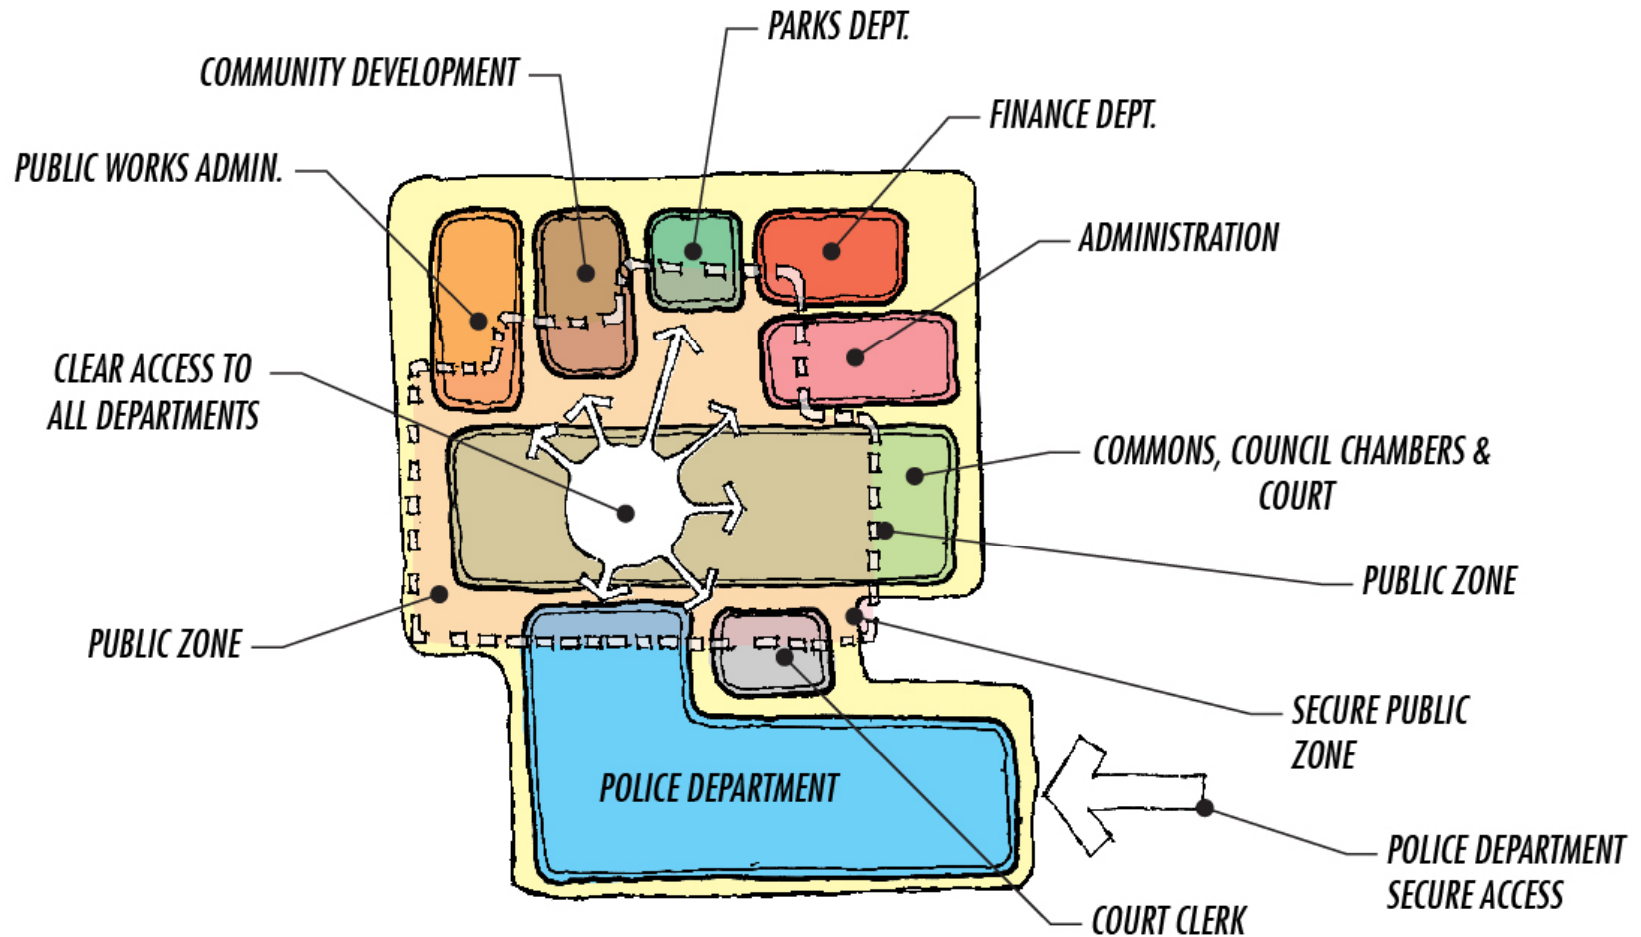 PARKS DEPT.
COMMUNITY DEVELOPMENT
FINANCE DEPT.
PUBLIC WORKS ADMIN.
ADMINISTRATION
CLEAR ACCESS TO
ALL DEPARTMENTS
COMMONS, COUNCIL CHAMBERS &
COURT
PUBLIC ZONE
PUBLIC ZONE
SECURE PUBLIC
ZONE
POLICE DEPARTMENT
POLICE DEPARTMENT
SECURE ACCESS
COURT CLERK